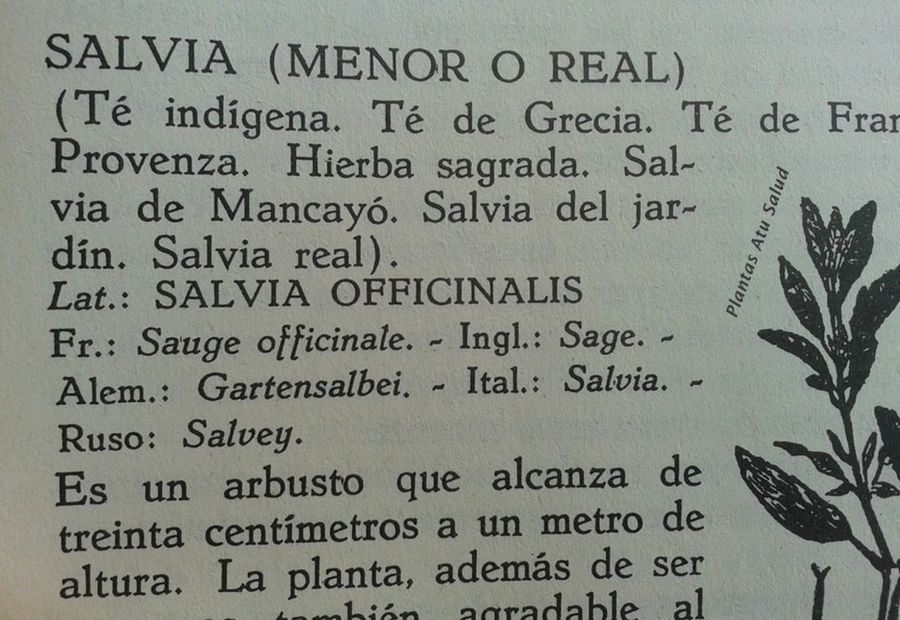 SALVIA (MENOR O REAL)
(Té indígena. Té de Grecia. Té de
Provenza. Hierba sagrada. Sal-
via de Mancayó. Salvia del jar-
dín. Salvia real).
Lat.: SALVIA OFFICINALIS
Fr.: Sauge officinale. - Ingl.: Sage. -
Alem.: Gartensalbei. - Ital.: Salvia. -
Ruso: Salvey.
Es un arbusto que alcanza de
treinta centímetros a un metro de
altura. La planta, además de ser
también agradable al
Plantas Atu Salud